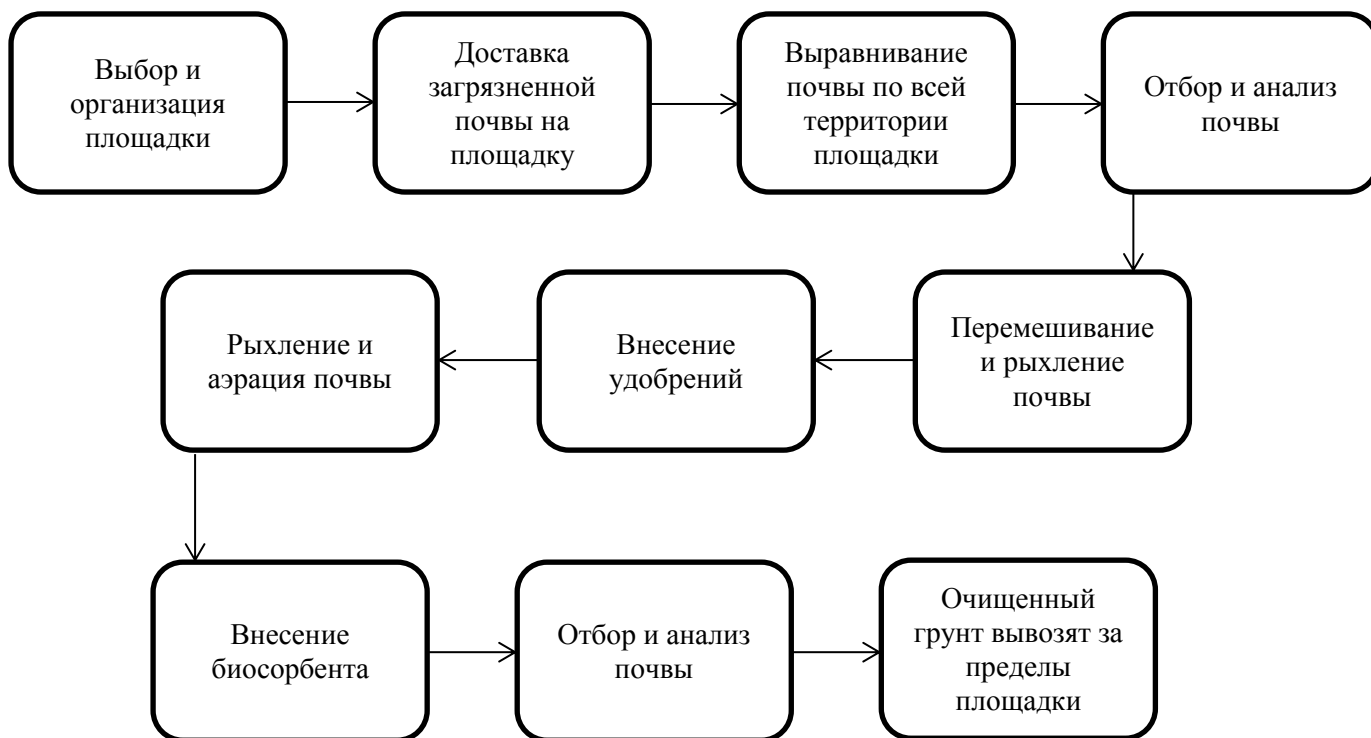 Выбор и
организация
площадки
Доставка
загрязненной
почвы на
площадку
Выравнивание
почвы по всей
территории
площадки
Отбор и анализ
почвы
Перемешивание
и рыхление
почвы
Внесение
удобрений
Рыхление и
аэрация почвы
Внесение
биосорбента
Отбор и анализ
почвы
Очищенный
грунт вывозят за
пределы
площадки